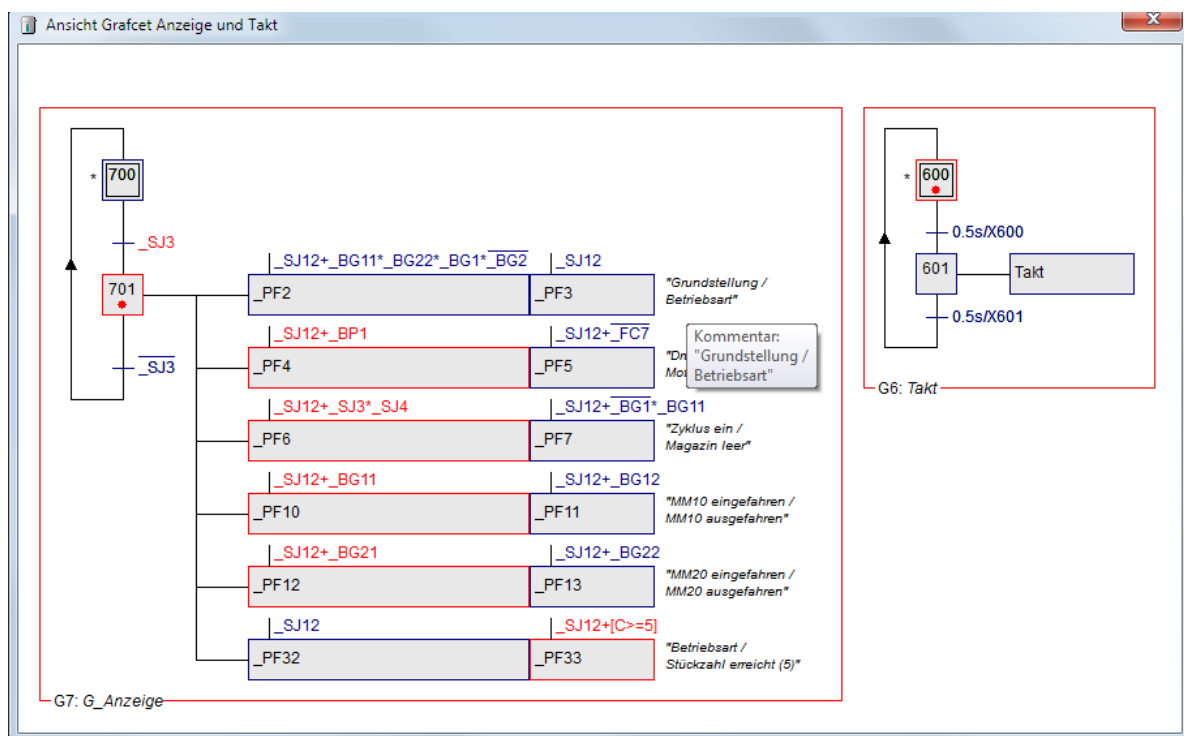 Ansicht Grafcet Anzeige und Takt
x
* 700
_SJ3
701
_SJ3
_SJ12+_BG11*_BG22*_BG1*_BG2
_SJ12
_PF2
_PF3
"Grundstellung /
Betriebsart"
_SJ12+_BP1
_SJ12+_FC7
_PF4
_PF5
Kommentar:
"Grundstellung /
Betriebsart"
_SJ12+_SJ3*_SJ4
_SJ12+_BG1*_BG11
_PF6
_PF7
"Zyklus ein /
Magazin leer"
_SJ12+_BG11
_SJ12+_BG12
_PF10
_PF11
"MM10 eingefahren /
MM10 ausgefahren"
_SJ12+_BG21
_SJ12+_BG22
_PF12
_PF13
"MM20 eingefahren /
MM20 ausgefahren"
_SJ12
_SJ12+[C>=5]
_PF32
_PF33
"Betriebsart /
Stückzahl erreicht (5)"
G7: G_Anzeige
* 600
0.5s/X600
601
Takt
0.5s/X601
G6: Takt